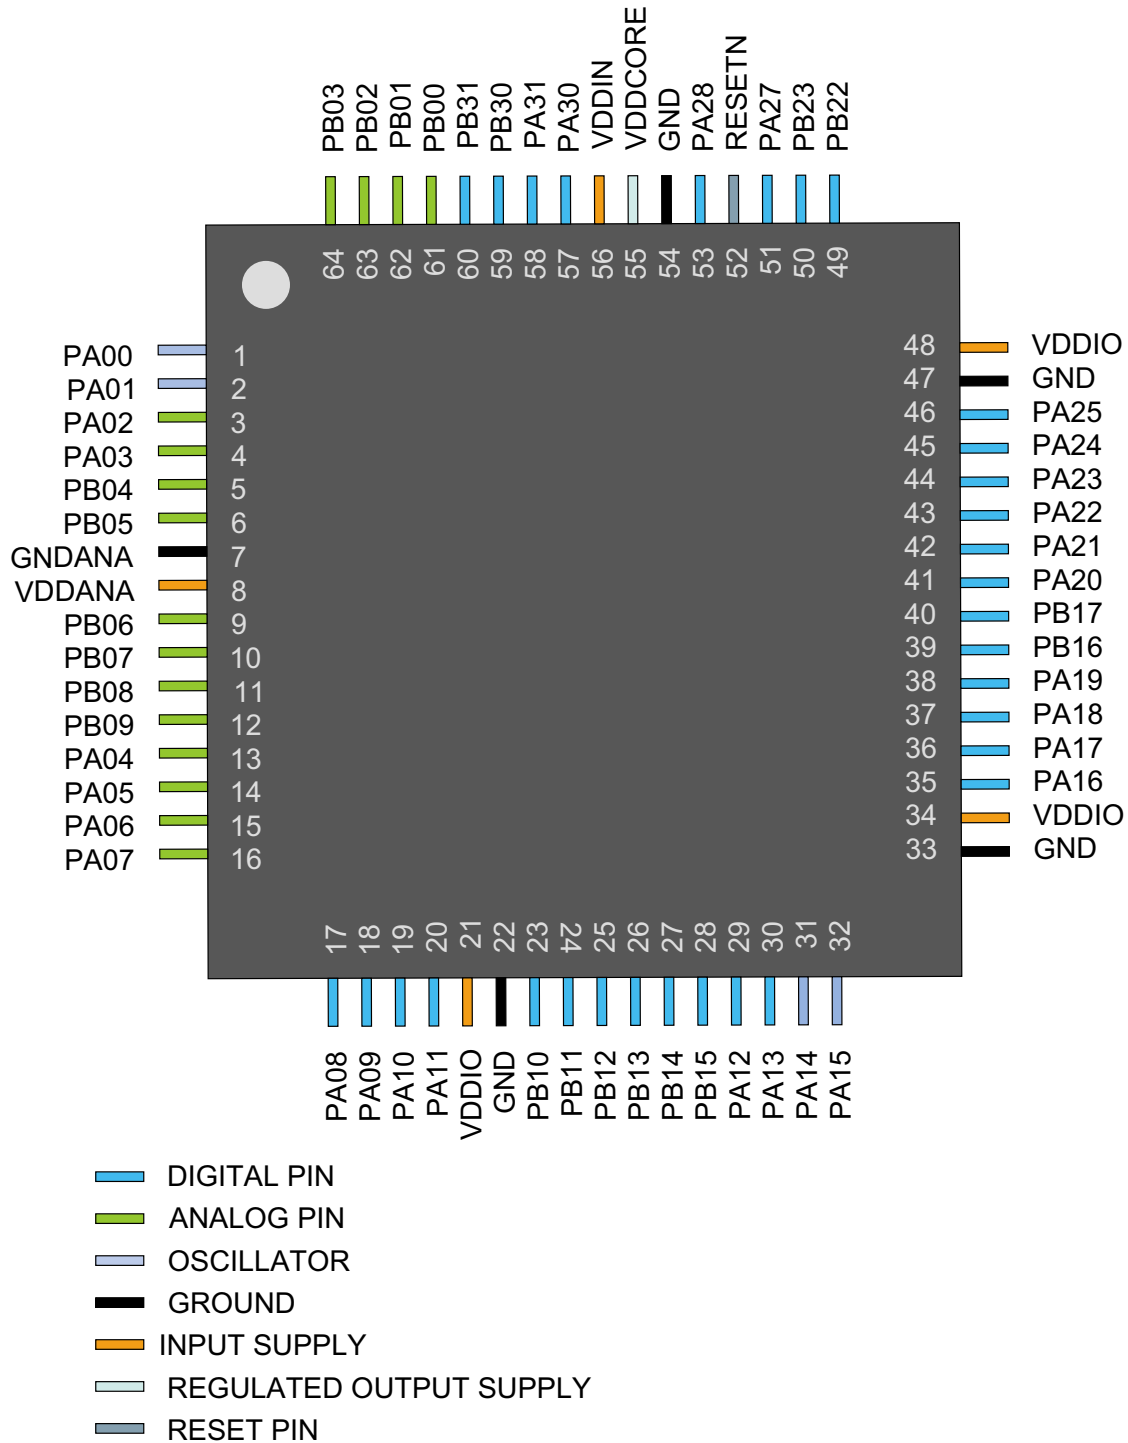 PB03 PB02 PB01 PB00 PB31 PB30 PA31 PA30 VDDIN VDDCORE GND PA28 RESETN PA27 PB23 PB22
64 63 62 61 60 59 58 57 56 55 54 53 52 51 50 49
PA00 1
PA01 2
PA02 3
PA03 4
PB04 5
PB05 6
GNDANA 7
VDDANA 8
PB06 9
PB07 10
PB08 11
PB09 12
PA04 13
PA05 14
PA06 15
PA07 16
48 VDDIO
47 GND
46 PA25
45 PA24
44 PA23
43 PA22
42 PA21
41 PA20
40 PB17
39 PB16
38 PA19
37 PA18
36 PA17
35 PA16
34 VDDIO
33 GND
17 18 19 20 21 22 23 24 25 26 27 28 29 30 31 32
PA08 PA09 PA10 PA11 VDDIO GND PB10 PB11 PB12 PB13 PB14 PB15 PA12 PA13 PA14 PA15
DIGITAL PIN
ANALOG PIN
OSCILLATOR
GROUND
INPUT SUPPLY
REGULATED OUTPUT SUPPLY
RESET PIN